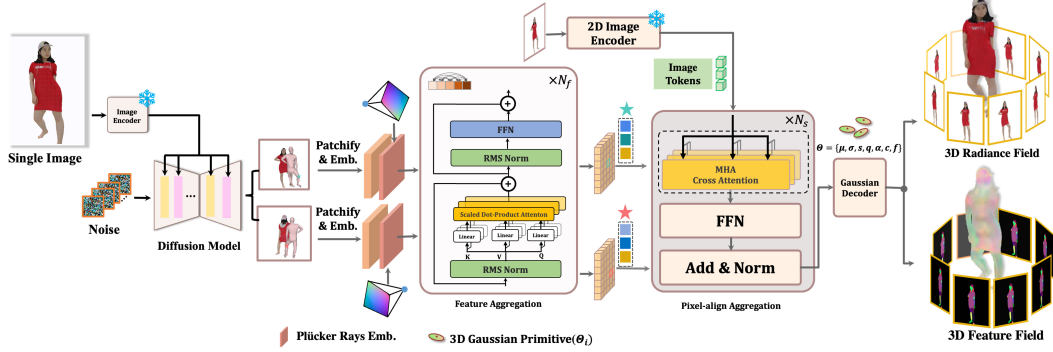 Single Image
Image
Encoder
Noise
Diffusion Model
Patchify
& Emb.
Patchify
& Emb.
×N_f
FFN
RMS Norm
Scaled Dot-Product Attenton
Linear
Linear
Linear
K
V
Q
RMS Norm
Feature Aggregation
2D Image
Encoder
Image
Tokens
×N_s
MHA
Cross Attention
FFN
Add & Norm
Pixel-align Aggregation
Θ = {μ, σ, s, q, α, c, f}
Gaussian
Decoder
3D Radiance Field
3D Feature Field
Plücker Rays Emb.
3D Gaussian Primitive(Θ_i)